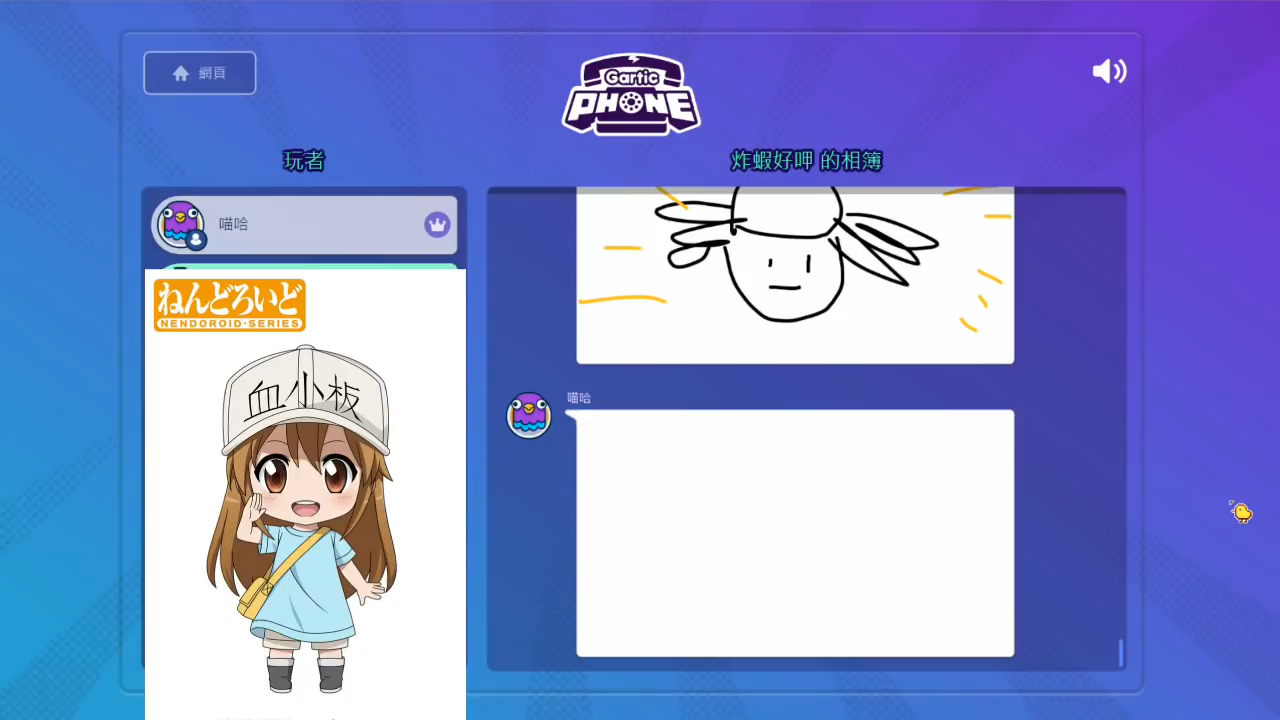 網頁
Gartic
PHONE
玩者
炸蝦好呷 的相簿
喵哈
ねんどろいど
NENDOROID·SERIES
血小板
喵哈